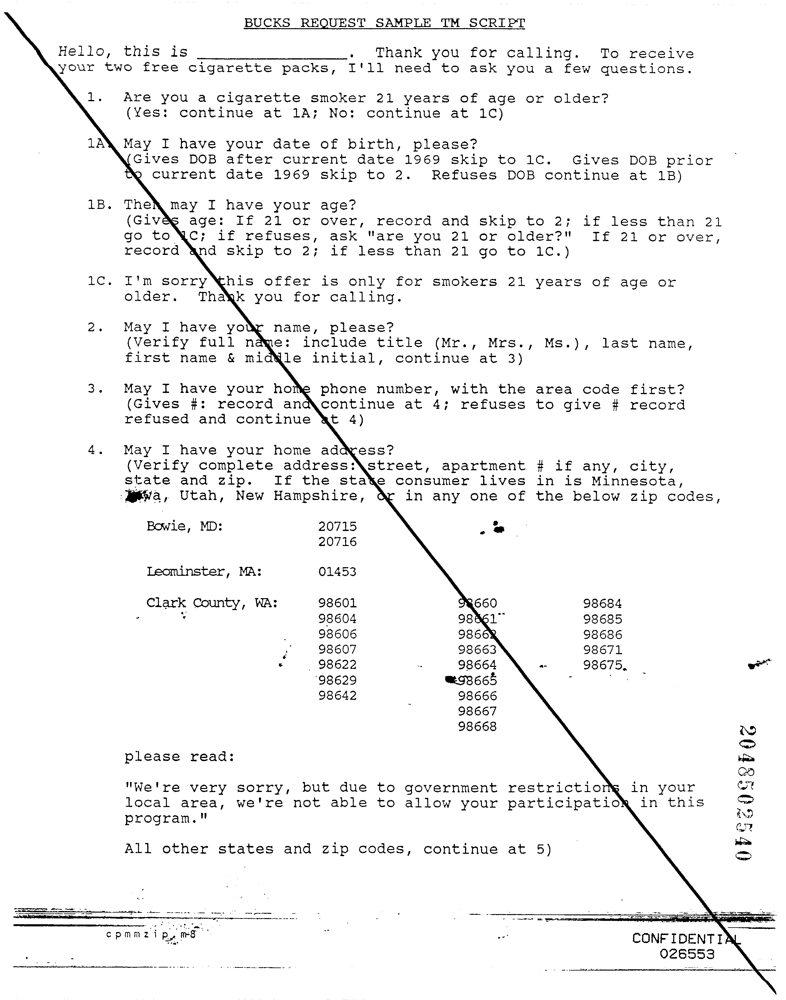 BUCKS REQUEST SAMPLE TM SCRIPT
Hello, this is _______________. Thank you for calling. To receive
your two free cigarette packs, I'll need to ask you a few questions.
1. Are you a cigarette smoker 21 years of age or older?
(Yes: continue at 1A; No: continue at 1C)
1A. May I have your date of birth, please?
(Gives DOB after current date 1969 skip to 1C. Gives DOB prior
to current date 1969 skip to 2. Refuses DOB continue at 1B)
1B. Then may I have your age?
(Gives age: If 21 or over, record and skip to 2; if less than 21
go to 1C; if refuses, ask "are you 21 or older?" If 21 or over,
record and skip to 2; if less than 21 go to 1C.)
1C. I'm sorry this offer is only for smokers 21 years of age or
older. Thank you for calling.
2. May I have your name, please?
(Verify full name: include title (Mr., Mrs., Ms.), last name,
first name & middle initial, continue at 3)
3. May I have your home phone number, with the area code first?
(Gives #: record and continue at 4; refuses to give # record
refused and continue at 4)
4. May I have your home address?
(Verify complete address: street, apartment # if any, city,
state and zip. If the state consumer lives in is Minnesota,
Iowa, Utah, New Hampshire, or in any one of the below zip codes,
Bowie, MD: 20715
20716
Leominster, MA: 01453
Clark County, WA: 98601 98660 98684
98604 98661 98685
98606 98662 98686
98607 98663 98671
98622 98664 98675.
98629 98665
98642 98666
98667
98668
please read:
"We're very sorry, but due to government restrictions in your
local area, we're not able to allow your participation in this
program."
All other states and zip codes, continue at 5)
2048502540
cpmmzip.m-8
CONFIDENTIAL
026553